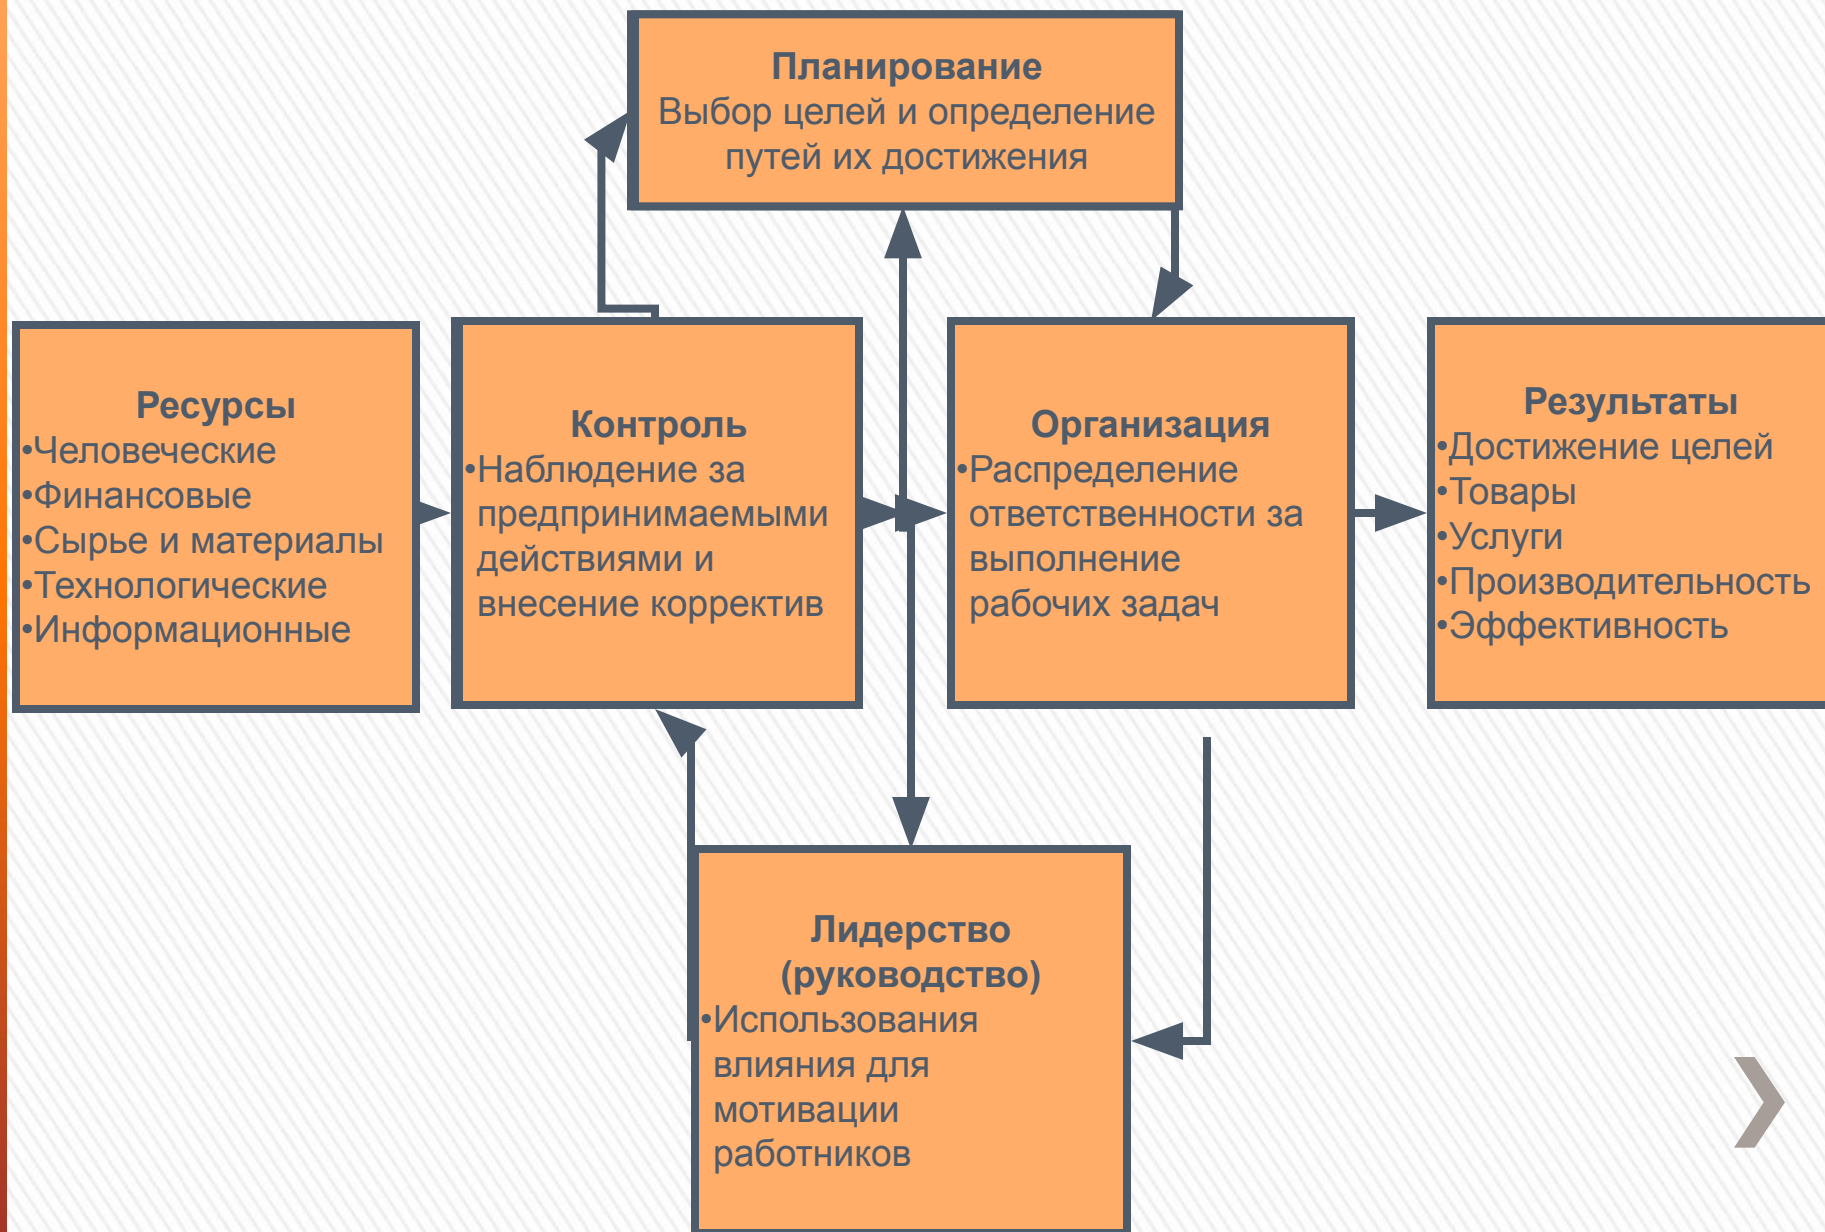 Планирование
Выбор целей и определение
путей их достижения
Ресурсы
•Человеческие
•Финансовые
•Сырье и материалы
•Технологические
•Информационные
Контроль
•Наблюдение за
предпринимаемыми
действиями и
внесение корректив
Организация
•Распределение
ответственности за
выполнение
рабочих задач
Результаты
•Достижение целей
•Товары
•Услуги
•Производительность
•Эффективность
Лидерство
(руководство)
•Использования
влияния для
мотивации
работников